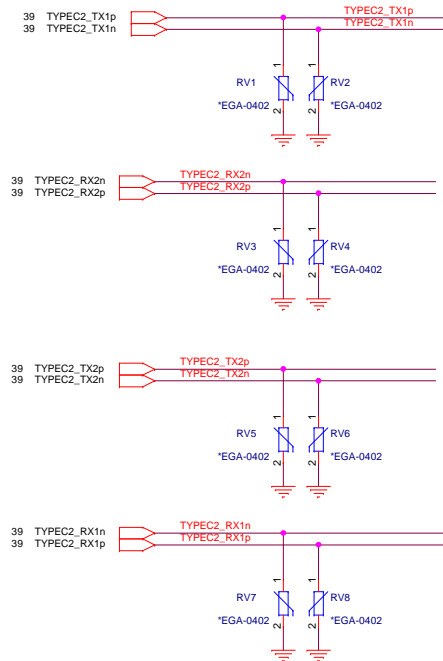 39 TYPEC2_TX1p TYPEC2_TX1p
39 TYPEC2_TX1n TYPEC2_TX1n
1 1
RV1 RV2
*EGA-0402 *EGA-0402
2 2
39 TYPEC2_RX2n TYPEC2_RX2n
39 TYPEC2_RX2p TYPEC2_RX2p
1 1
RV3 RV4
*EGA-0402 *EGA-0402
2 2
39 TYPEC2_TX2p TYPEC2_TX2p
39 TYPEC2_TX2n TYPEC2_TX2n
1 1
RV5 RV6
*EGA-0402 *EGA-0402
2 2
39 TYPEC2_RX1n TYPEC2_RX1n
39 TYPEC2_RX1p TYPEC2_RX1p
1 1
RV7 RV8
*EGA-0402 *EGA-0402
2 2